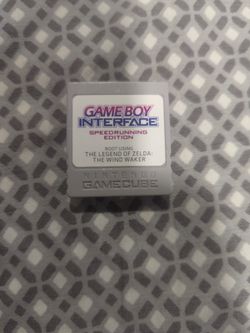 GAME BOY
INTERFACE
SPEEDRUNNING
EDITION
BOOT USING
THE LEGEND OF ZELDA:
THE WIND WAKER
NINTENDO
GAMECUBE